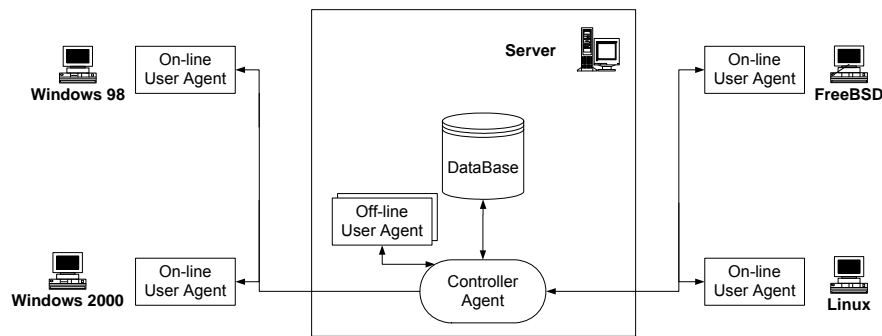 On-line
User Agent
Windows 98
Server
On-line
User Agent
FreeBSD
DataBase
Off-line
User Agent
On-line
User Agent
Windows 2000
Controller
Agent
On-line
User Agent
Linux